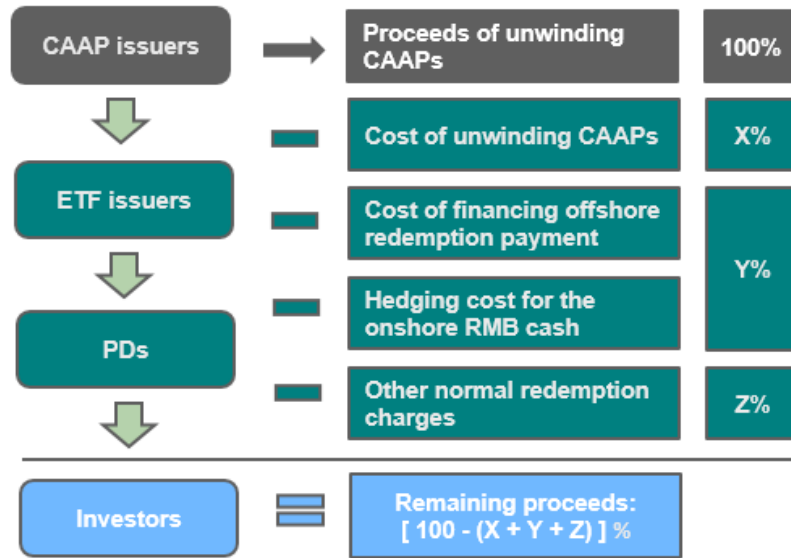 CAAP issuers
Proceeds of unwinding
CAAPs
100%
Cost of unwinding CAAPs
X%
ETF issuers
Cost of financing offshore
redemption payment
Y%
Hedging cost for the
onshore RMB cash
PDs
Other normal redemption
charges
Z%
Investors
Remaining proceeds:
[ 100 - (X + Y + Z) ] %